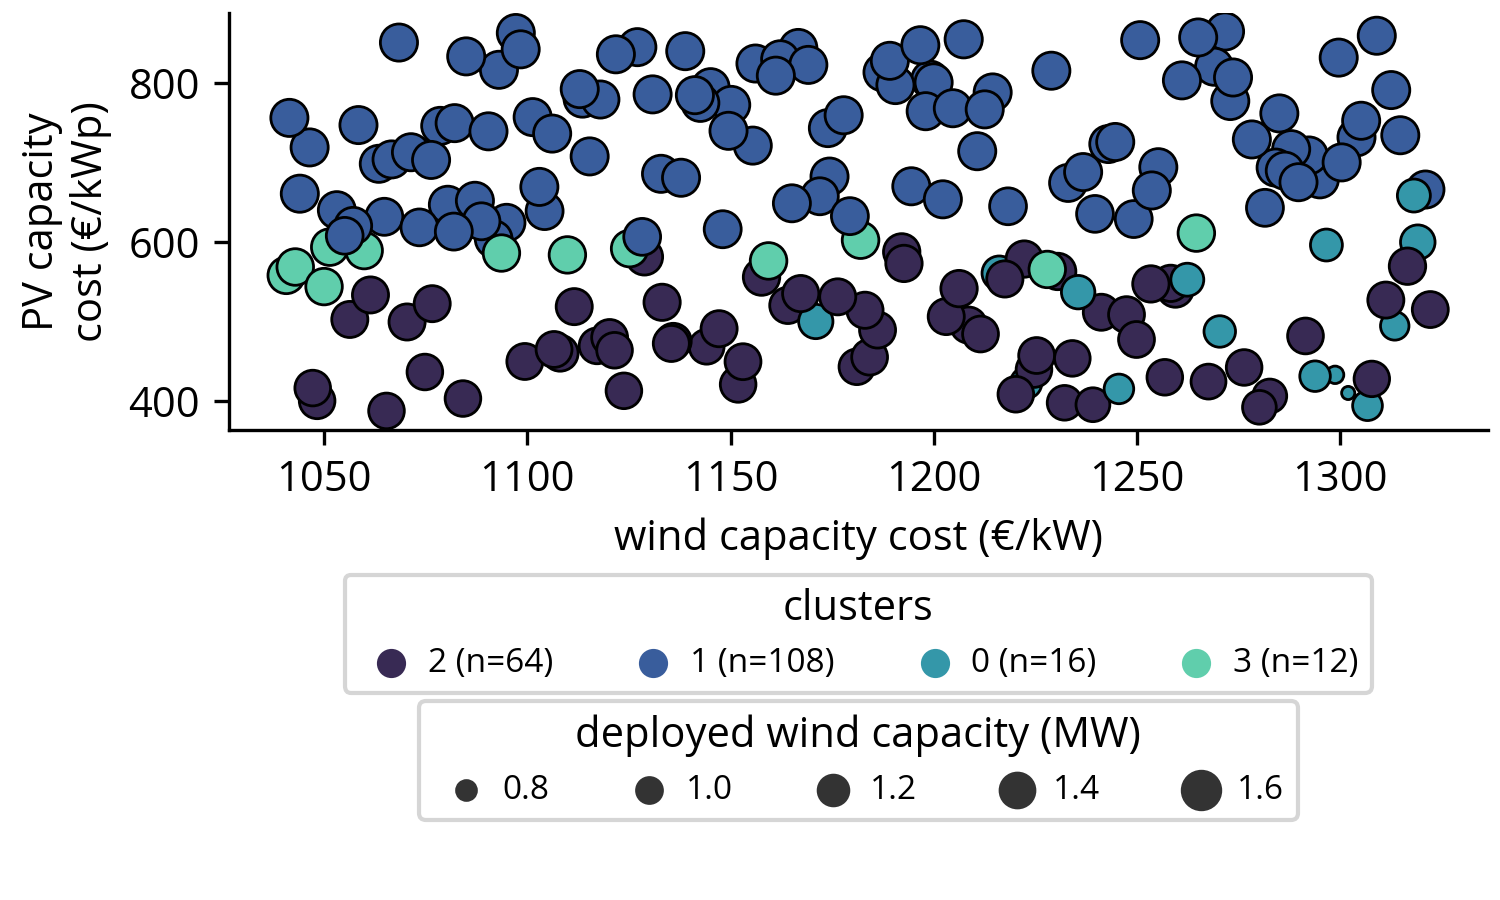 PV capacity
cost (€/kWp)
800
600
400
1050 1100 1150 1200 1250 1300
wind capacity cost (€/kW)
clusters
2 (n=64) 1 (n=108) 0 (n=16) 3 (n=12)
deployed wind capacity (MW)
0.8 1.0 1.2 1.4 1.6